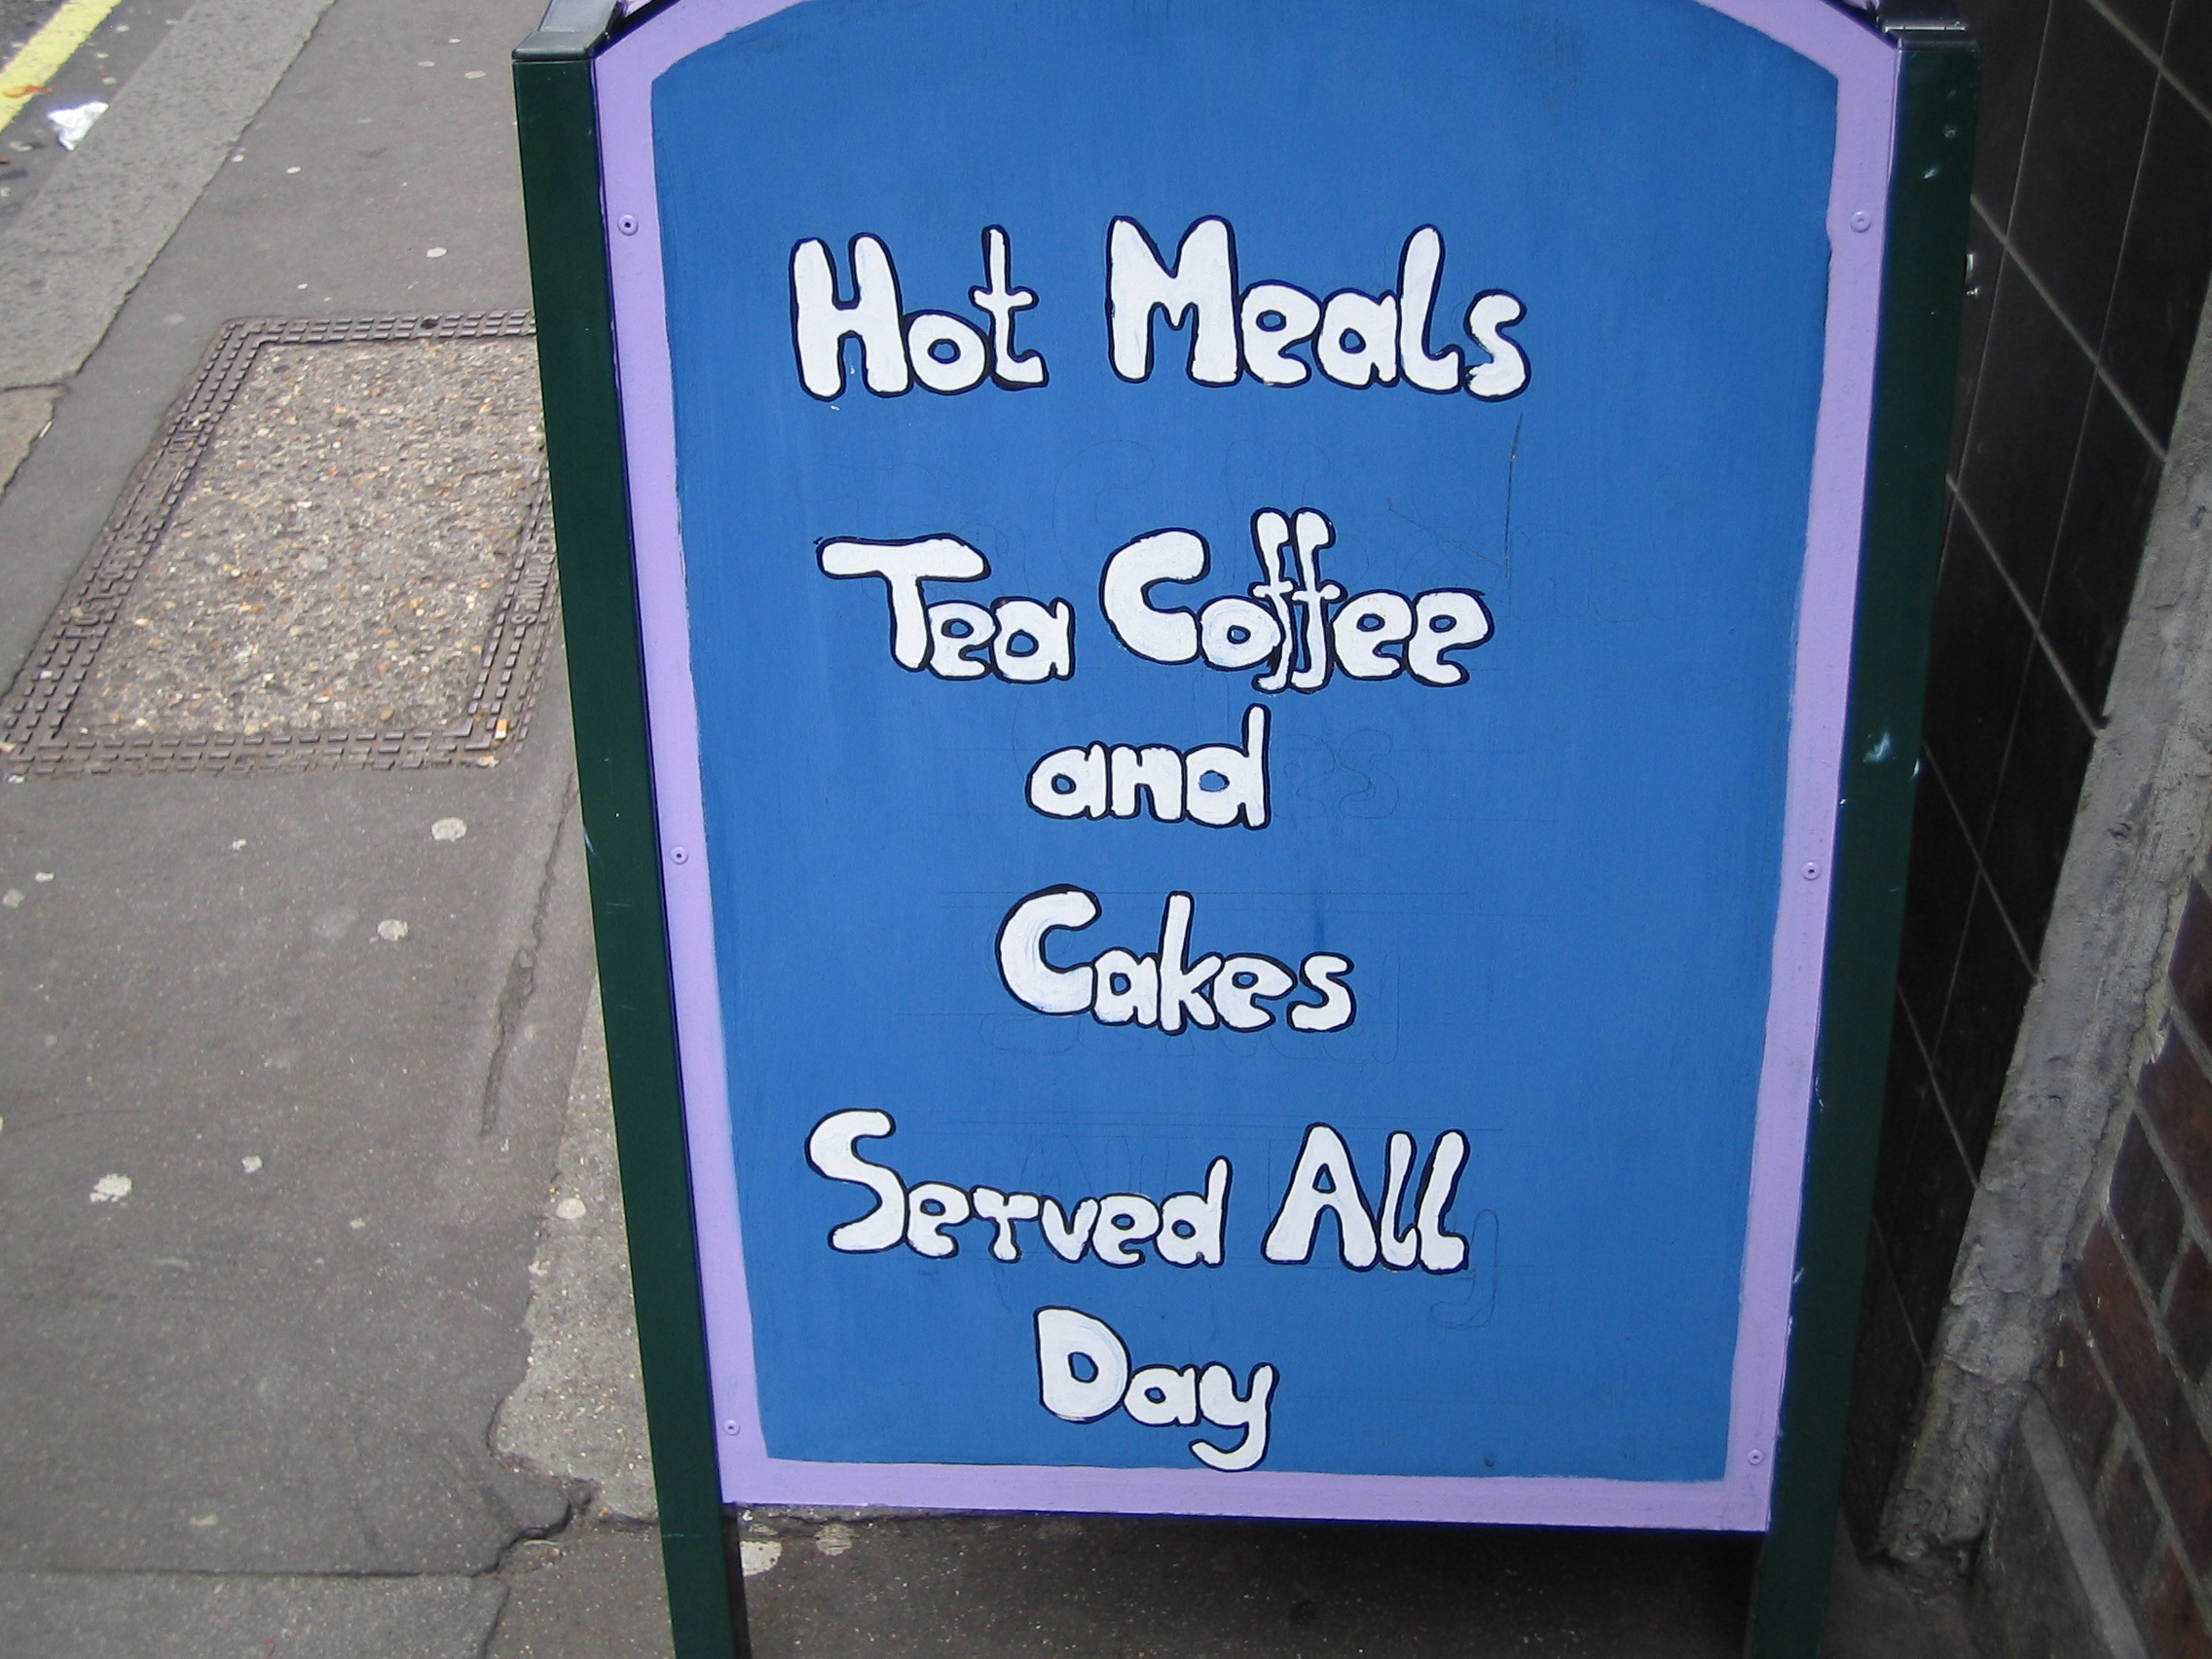 Hot Meals
Tea Coffee
and
Cakes
Served All
Day